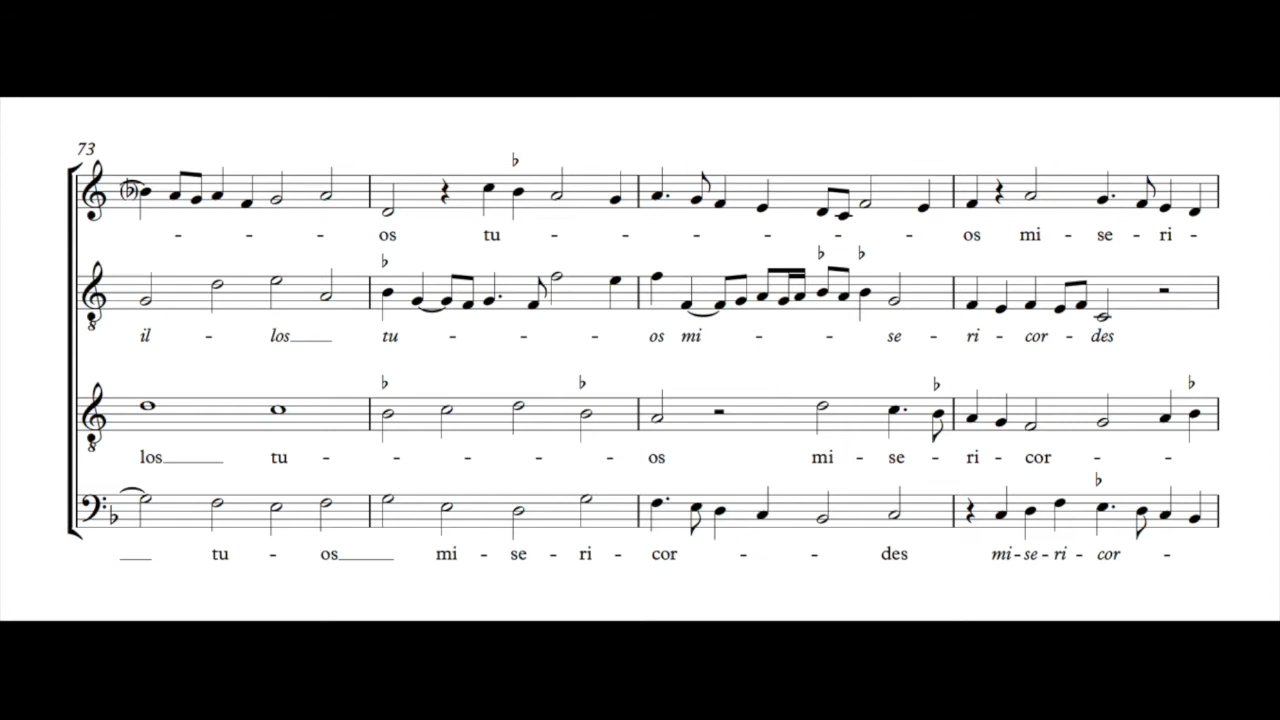 73
- - - os tu - - - - - - os mi - se - ri -
il - los tu - - - os mi - - se - ri - cor - des
los tu - - - - os mi - se - ri - cor - -
tu - os mi - se - ri - cor - - des mi - se - ri - cor -